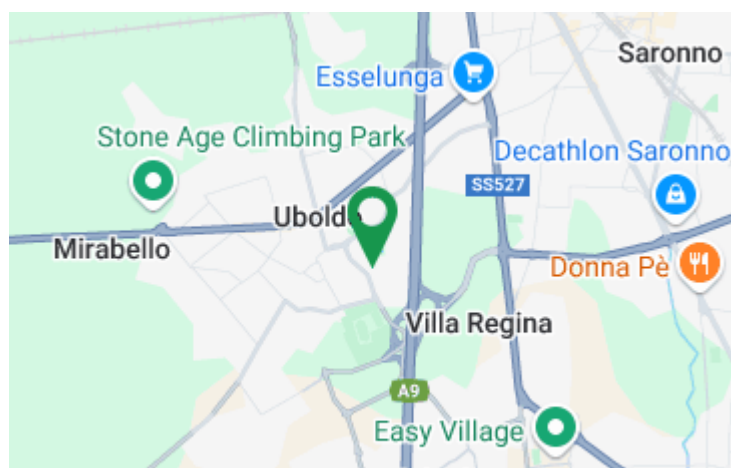 Saronno
Esselunga
Stone Age Climbing Park
Decathlon Saronno
SS527
Uboldo
Mirabello
Donna Pè
Villa Regina
A9
Easy Village